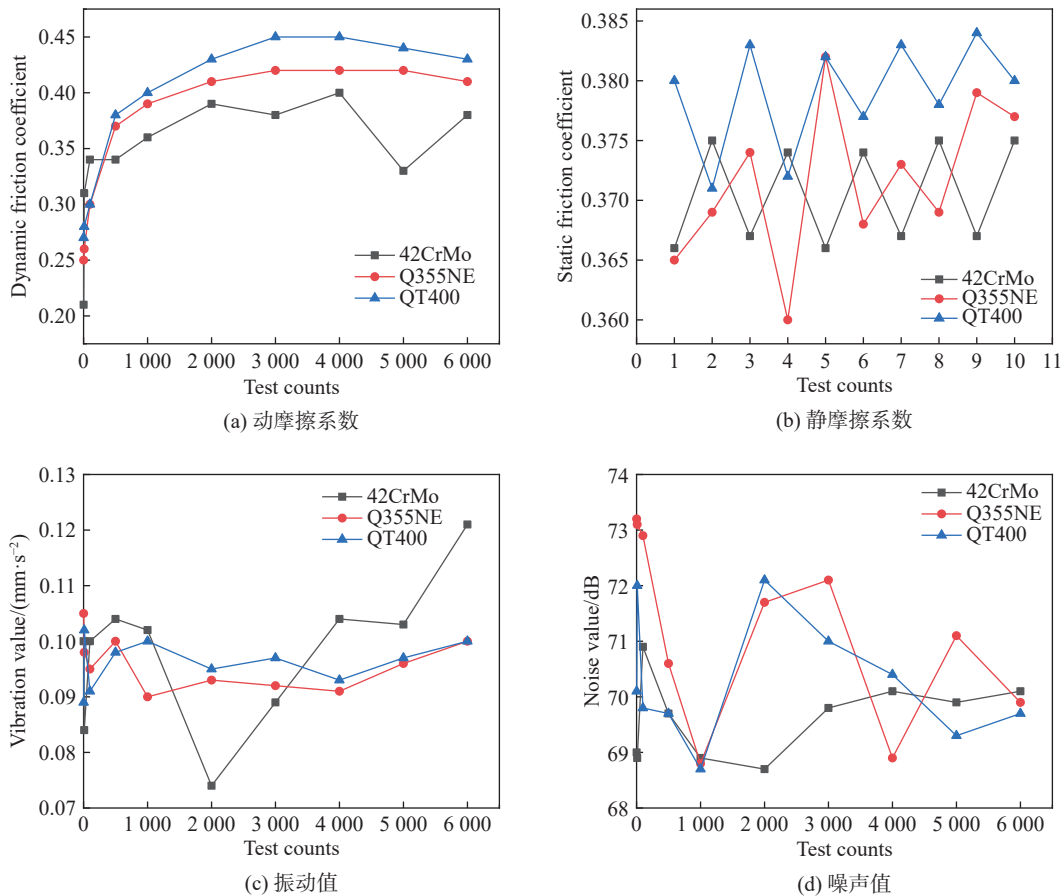 0.45
0.40
0.35
0.30
0.25
0.20
Dynamic friction coefficient
42CrMo
Q355NE
QT400
0 1 000 2 000 3 000 4 000 5 000 6 000
Test counts
(a) 动摩擦系数
0.385
0.380
0.375
0.370
0.365
0.360
Static friction coefficient
42CrMo
Q355NE
QT400
0 1 2 3 4 5 6 7 8 9 10 11
Test counts
(b) 静摩擦系数
0.13
0.12
0.11
0.10
0.09
0.08
0.07
Vibration value/(mm·s⁻²)
42CrMo
Q355NE
QT400
0 1 000 2 000 3 000 4 000 5 000 6 000
Test counts
(c) 振动值
74
73
72
71
70
69
68
Noise value/dB
42CrMo
Q355NE
QT400
0 1 000 2 000 3 000 4 000 5 000 6 000
Test counts
(d) 噪声值